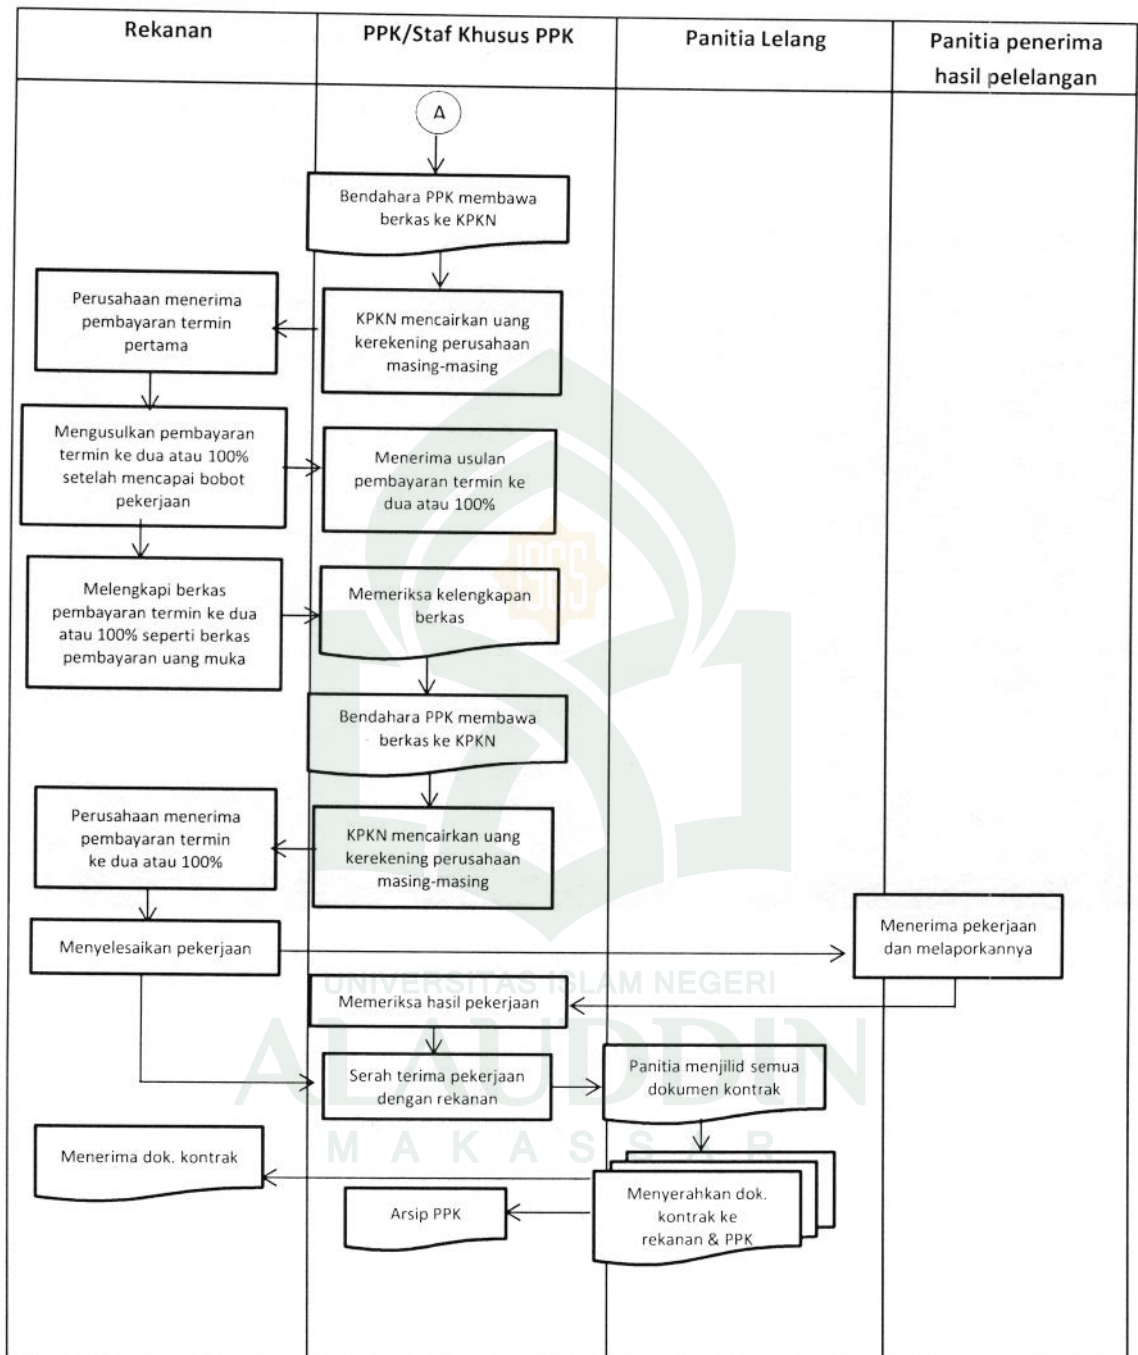 Rekanan
PPK/Staf Khusus PPK
Panitia Lelang
Panitia penerima
hasil pelelangan
A
Bendahara PPK membawa
berkas ke KPKN
Perusahaan menerima
pembayaran termin
pertama
KPKN mencairkan uang
kerekening perusahaan
masing-masing
Mengusulkan pembayaran
termin ke dua atau 100%
setelah mencapai bobot
pekerjaan
Menerima usulan
pembayaran termin ke
dua atau 100%
1965
Melengkapi berkas
pembayaran termin ke dua
atau 100% seperti berkas
pembayaran uang muka
Memeriksa kelengkapan
berkas
Bendahara PPK membawa
berkas ke KPKN
Perusahaan menerima
pembayaran termin
ke dua atau 100%
KPKN mencairkan uang
kerekening perusahaan
masing-masing
Menyelesaikan pekerjaan
Menerima pekerjaan
dan melaporkannya
UNIVERSITAS ISLAM NEGERI
Memeriksa hasil pekerjaan
ALAUDDIN
Serah terima pekerjaan
dengan rekanan
Panitia menjilid semua
dokumen kontrak
MAKASSAR
Menerima dok. kontrak
Arsip PPK
Menyerahkan dok.
kontrak ke
rekanan & PPK